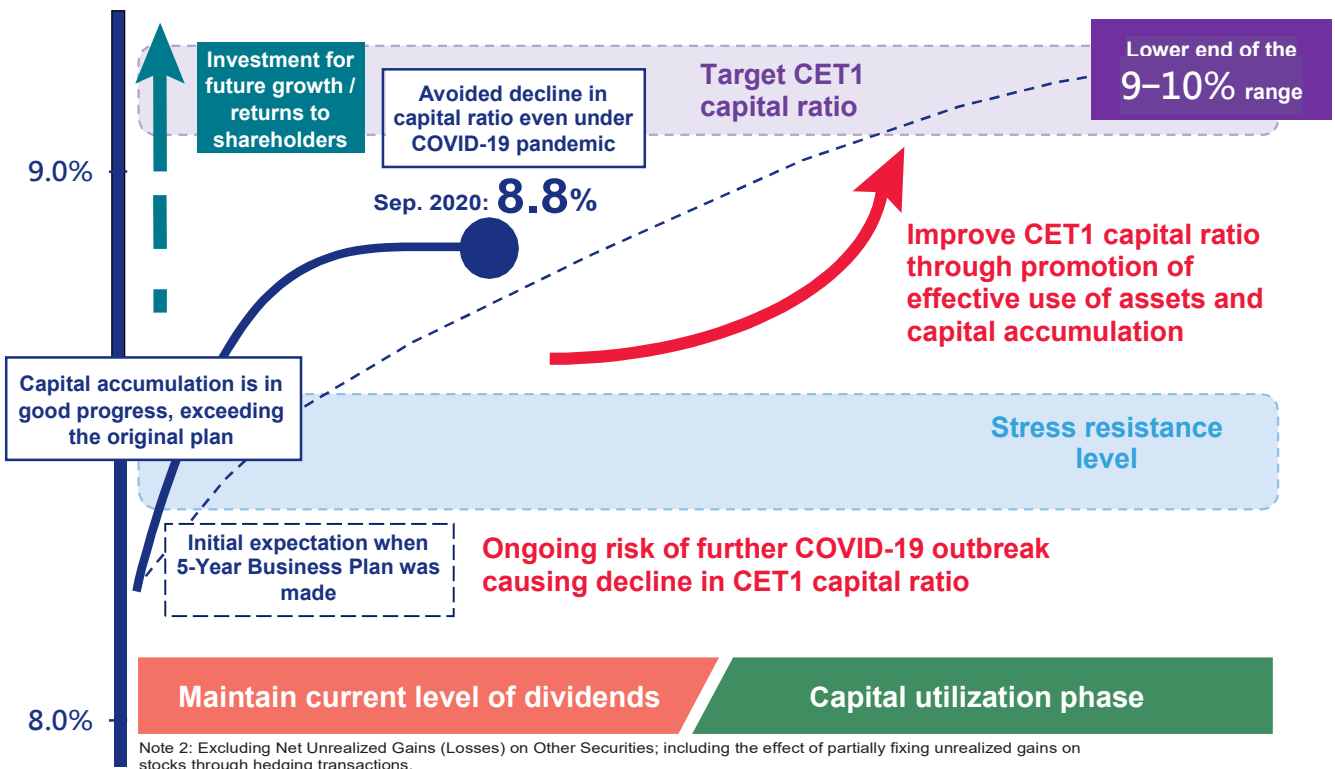 Investment for
future growth /
returns to
shareholders
Avoided decline in
capital ratio even under
COVID-19 pandemic
Target CET1
capital ratio
Lower end of the
9–10% range
9.0%
Sep. 2020: 8.8%
Improve CET1 capital ratio
through promotion of
effective use of assets and
capital accumulation
Capital accumulation is in
good progress, exceeding
the original plan
Stress resistance
level
Initial expectation when
5-Year Business Plan was
made
Ongoing risk of further COVID-19 outbreak
causing decline in CET1 capital ratio
Maintain current level of dividends
Capital utilization phase
8.0%
Note 2: Excluding Net Unrealized Gains (Losses) on Other Securities; including the effect of partially fixing unrealized gains on
stocks through hedging transactions.